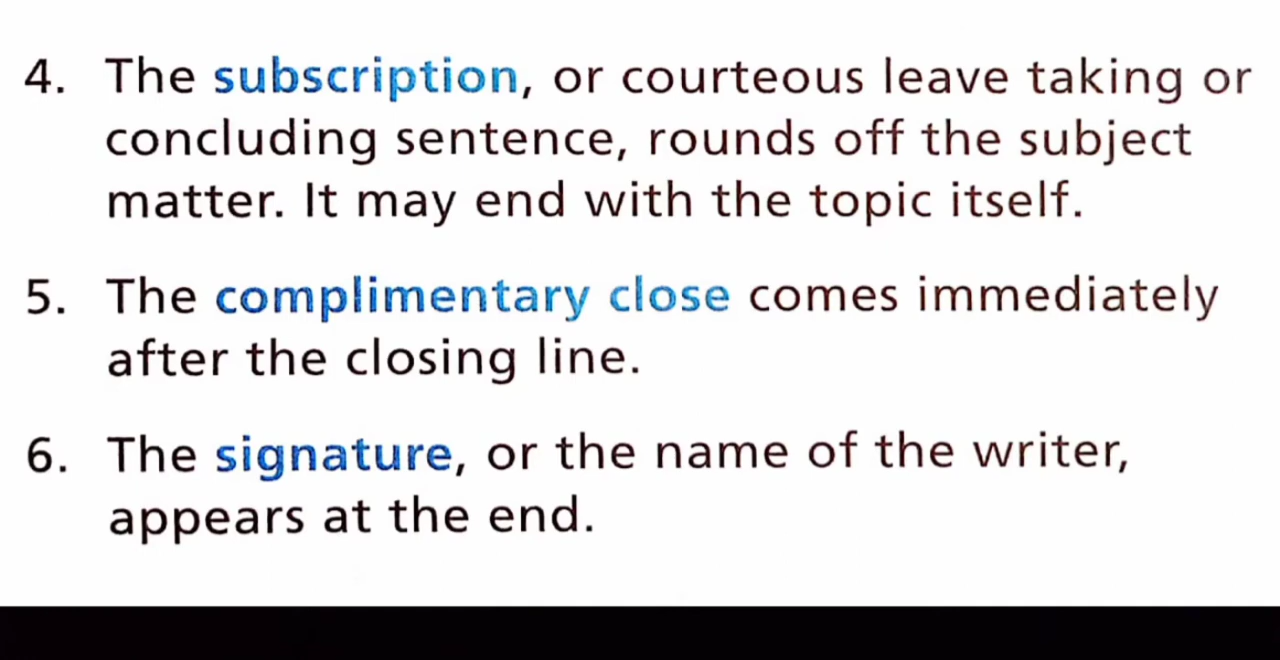 4. The subscription, or courteous leave taking or
concluding sentence, rounds off the subject
matter. It may end with the topic itself.
5. The complimentary close comes immediately
after the closing line.
6. The signature, or the name of the writer,
appears at the end.